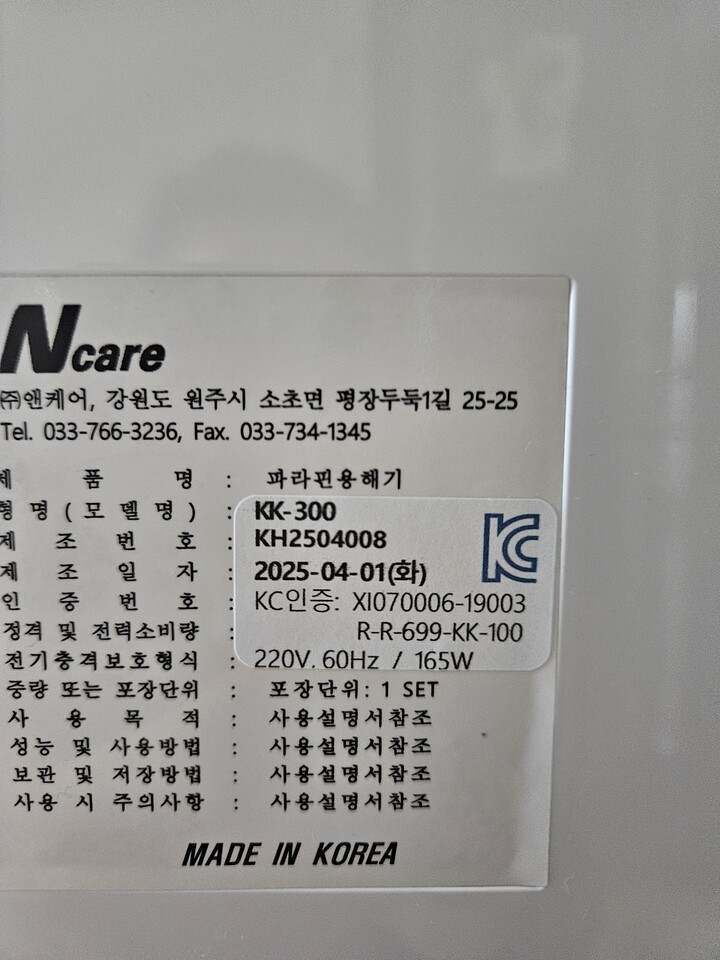 Ncare
㈜앤케어, 강원도 원주시 소초면 평장두둑1길 25-25
Tel. 033-766-3236, Fax. 033-734-1345
제 품 명 : 파라핀용해기
형 명 ( 모 델 명 ) : KK-300
제 조 번 호 : KH2504008
제 조 일 자 : 2025-04-01(화)
인 증 번 호 : KC인증: XI070006-19003
정격 및 전력소비량 : R-R-699-KK-100
전기충격보호형식 : 220V. 60Hz / 165W
중량 또는 포장단위 : 포장단위: 1 SET
사 용 목 적 : 사용설명서참조
성능 및 사용방법 : 사용설명서참조
보관 및 저장방법 : 사용설명서참조
사용 시 주의사항 : 사용설명서참조
KC
MADE IN KOREA